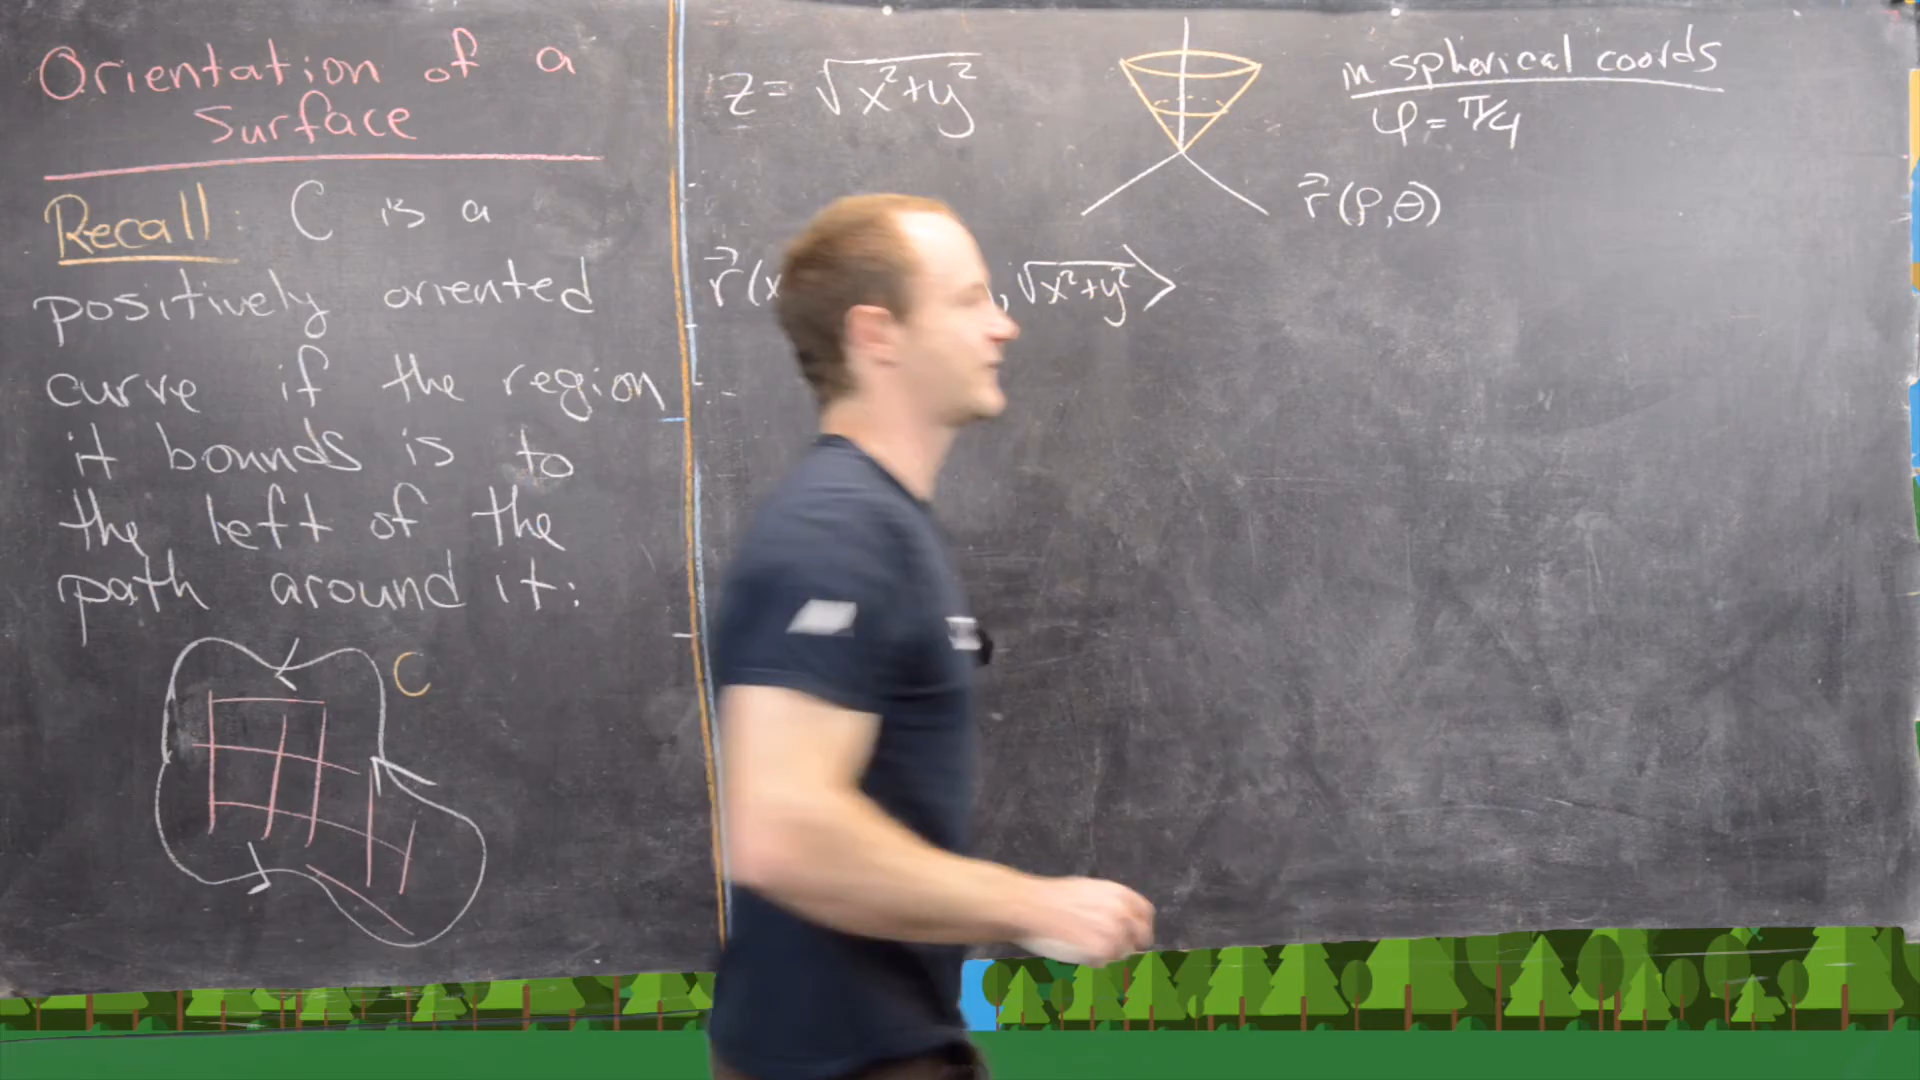 Orientation of a
Surface
Recall: C is a
positively oriented
curve if the region
it bounds is to
the left of the
path around it:
C
z = √x²+y²
in spherical coords
φ = π/4
r⃗(ρ,θ)
r⃗(x , √x²+y²>